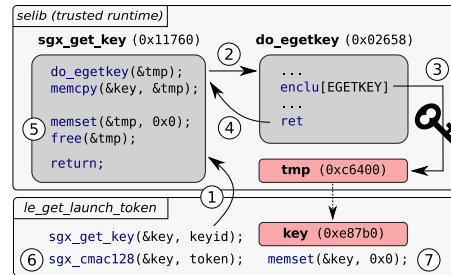 selib (trusted runtime)
sgx_get_key (0x11760)
do_egetkey (0x02658)
do_egetkey(&tmp);
memcpy(&key, &tmp);
memset(&tmp, 0x0);
free(&tmp);
return;
2
...
enclu[EGETKEY]
...
ret
3
4
5
tmp (0xc6400)
1
le_get_launch_token
sgx_get_key(&key, keyid);
sgx_cmac128(&key, token);
6
key (0xe87b0)
memset(&key, 0x0);
7